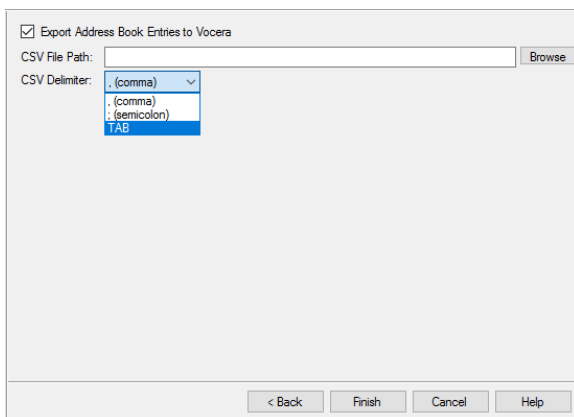 Export Address Book Entries to Vocera
CSV File Path:
Browse
CSV Delimiter:
, (comma)
, (comma)
; (semicolon)
TAB
< Back Finish Cancel Help